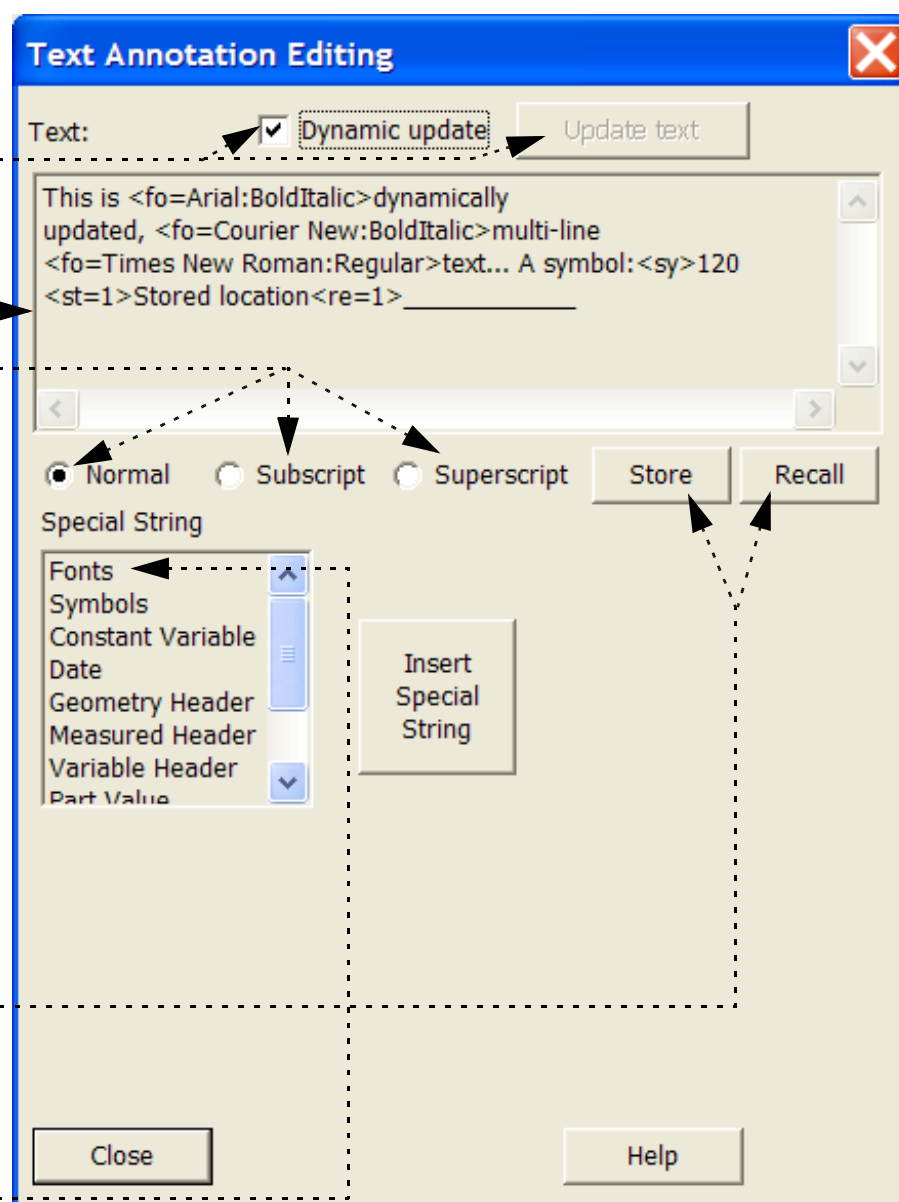 Text Annotation Editing
Text: Dynamic update Update text
This is <fo=Arial:BoldItalic>dynamically
updated, <fo=Courier New:BoldItalic>multi-line
<fo=Times New Roman:Regular>text... A symbol:<sy>120
<st=1>Stored location<re=1>____________
Normal Subscript Superscript Store Recall
Special String
Fonts
Symbols
Constant Variable
Date
Geometry Header
Measured Header
Variable Header
Part Value
Insert
Special
String
Close Help